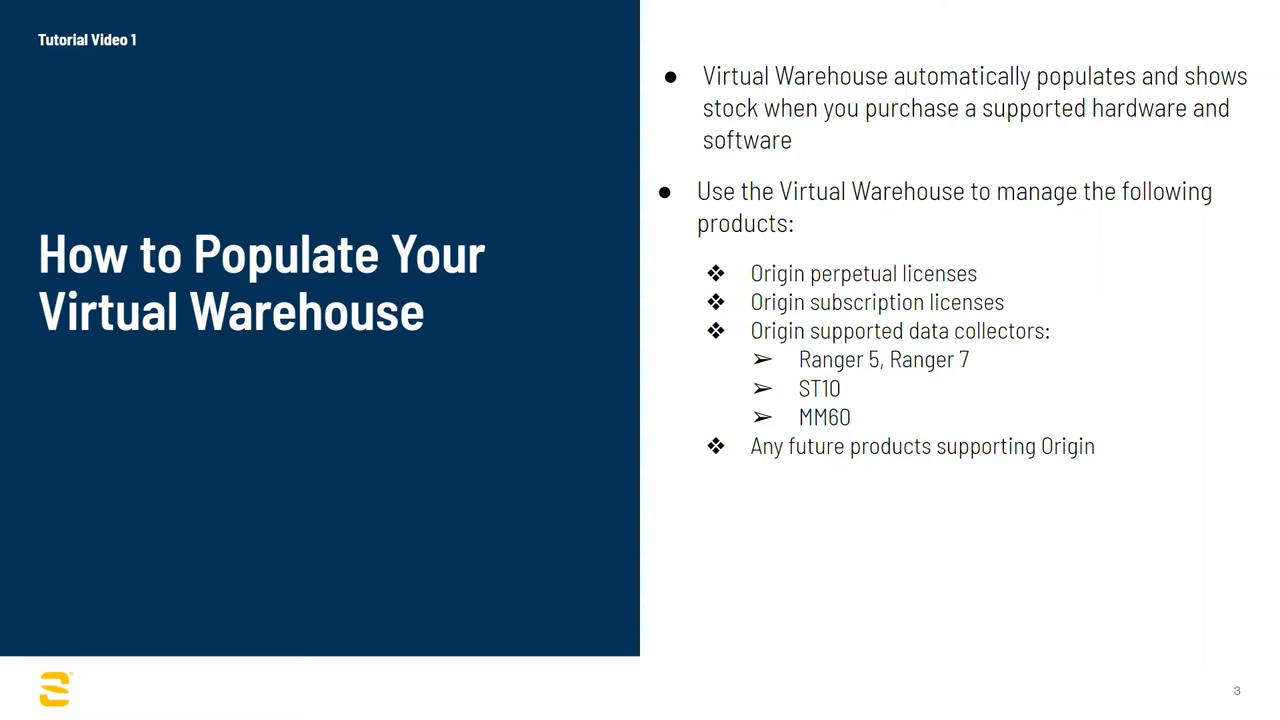 Tutorial Video 1
How to Populate Your
Virtual Warehouse
● Virtual Warehouse automatically populates and shows
stock when you purchase a supported hardware and
software
● Use the Virtual Warehouse to manage the following
products:
❖ Origin perpetual licenses
❖ Origin subscription licenses
❖ Origin supported data collectors:
➢ Ranger 5, Ranger 7
➢ ST10
➢ MM60
❖ Any future products supporting Origin
3